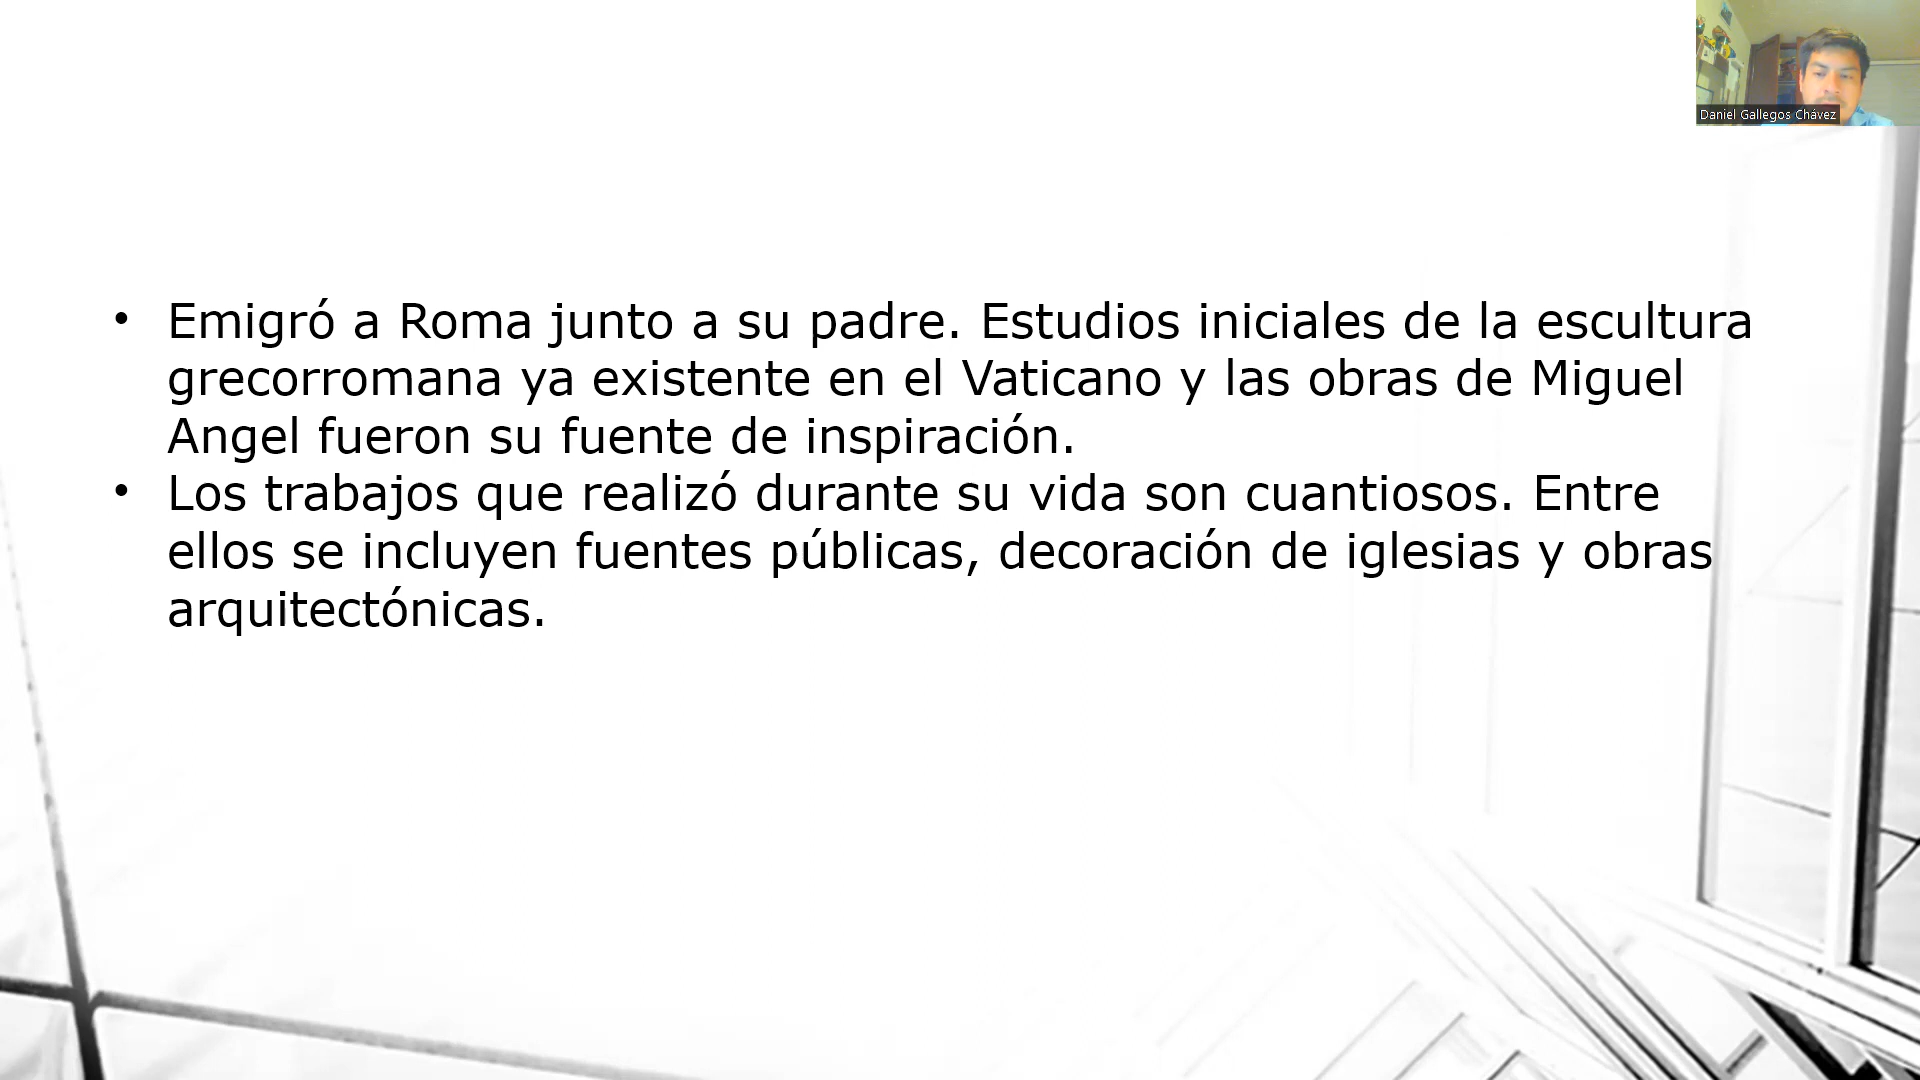 Daniel Gallegos Chávez
• Emigró a Roma junto a su padre. Estudios iniciales de la escultura
grecorromana ya existente en el Vaticano y las obras de Miguel
Angel fueron su fuente de inspiración.
• Los trabajos que realizó durante su vida son cuantiosos. Entre
ellos se incluyen fuentes públicas, decoración de iglesias y obras
arquitectónicas.